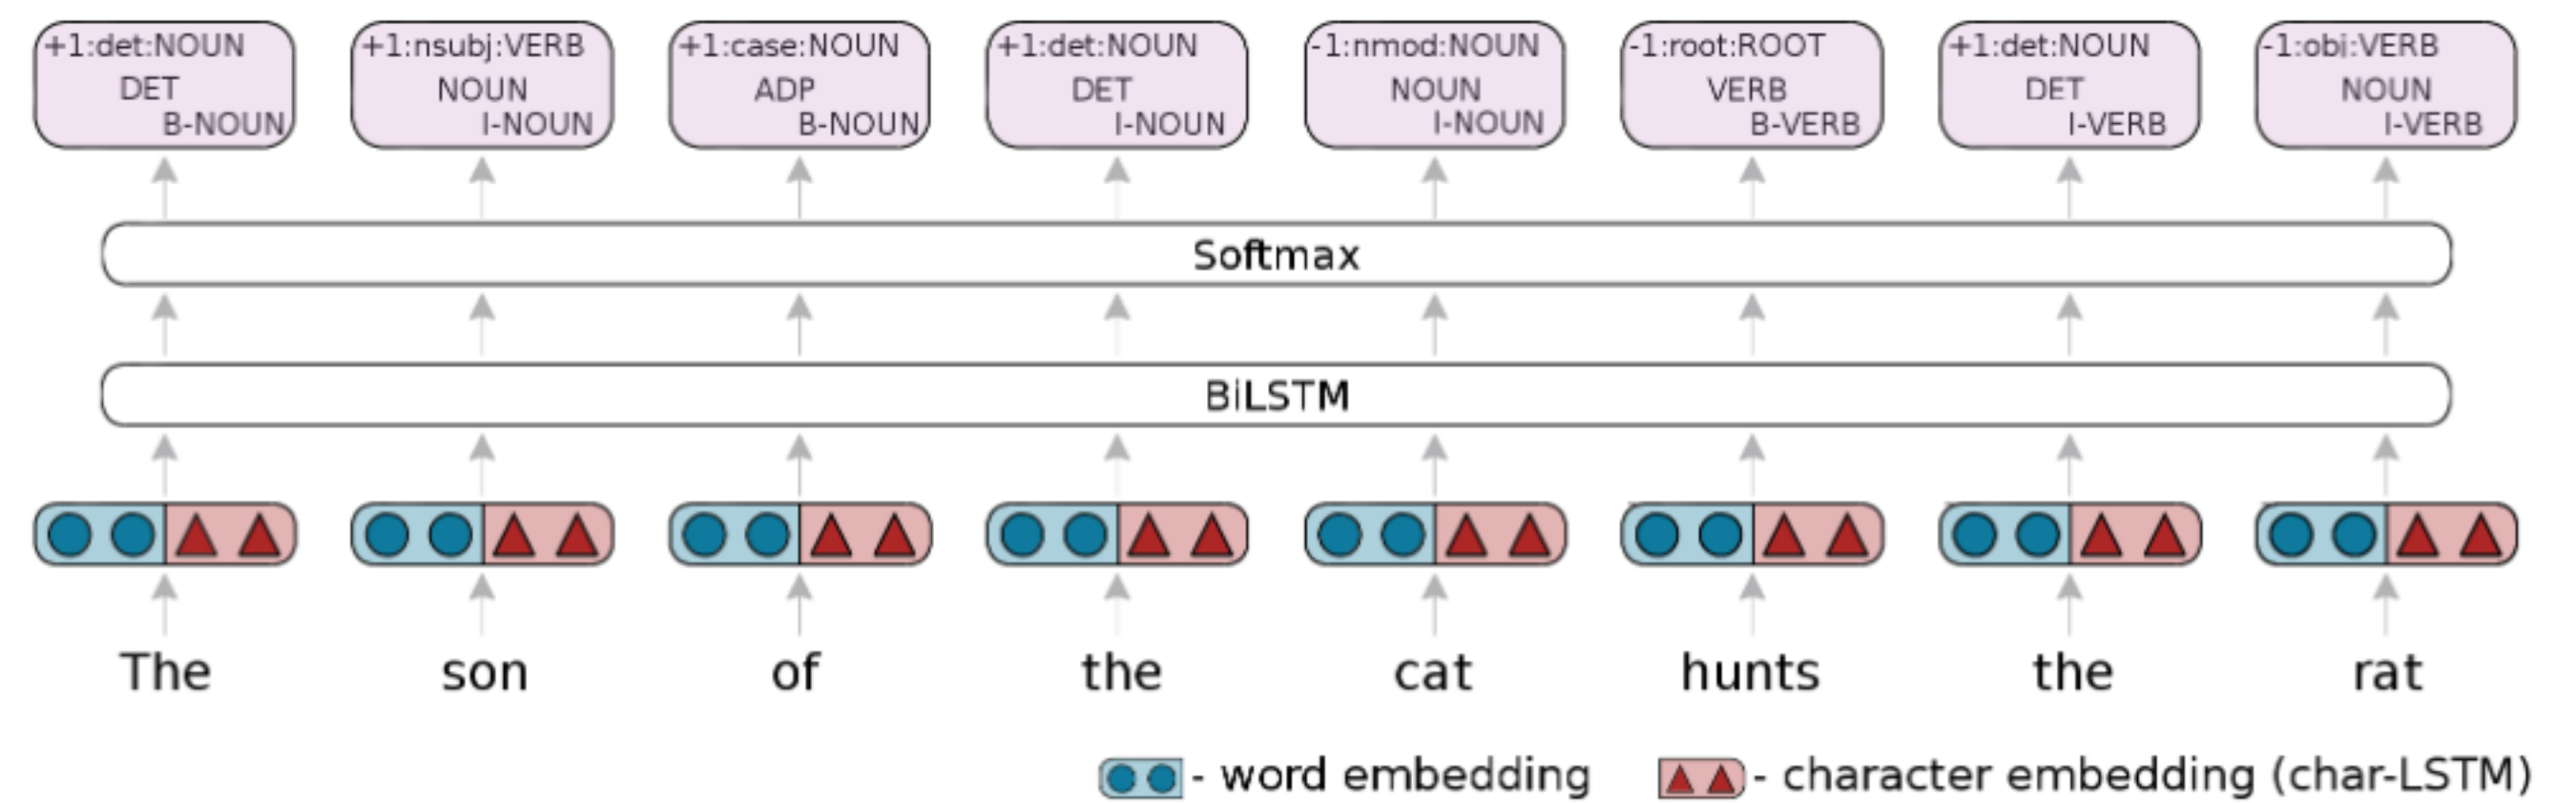 +1:det:NOUN
DET
B-NOUN
+1:nsubj:VERB
NOUN
I-NOUN
+1:case:NOUN
ADP
B-NOUN
+1:det:NOUN
DET
I-NOUN
-1:nmod:NOUN
NOUN
I-NOUN
-1:root:ROOT
VERB
B-VERB
+1:det:NOUN
DET
I-VERB
-1:obj:VERB
NOUN
I-VERB
Softmax
BiLSTM
The son of the cat hunts the rat
- word embedding
- character embedding (char-LSTM)